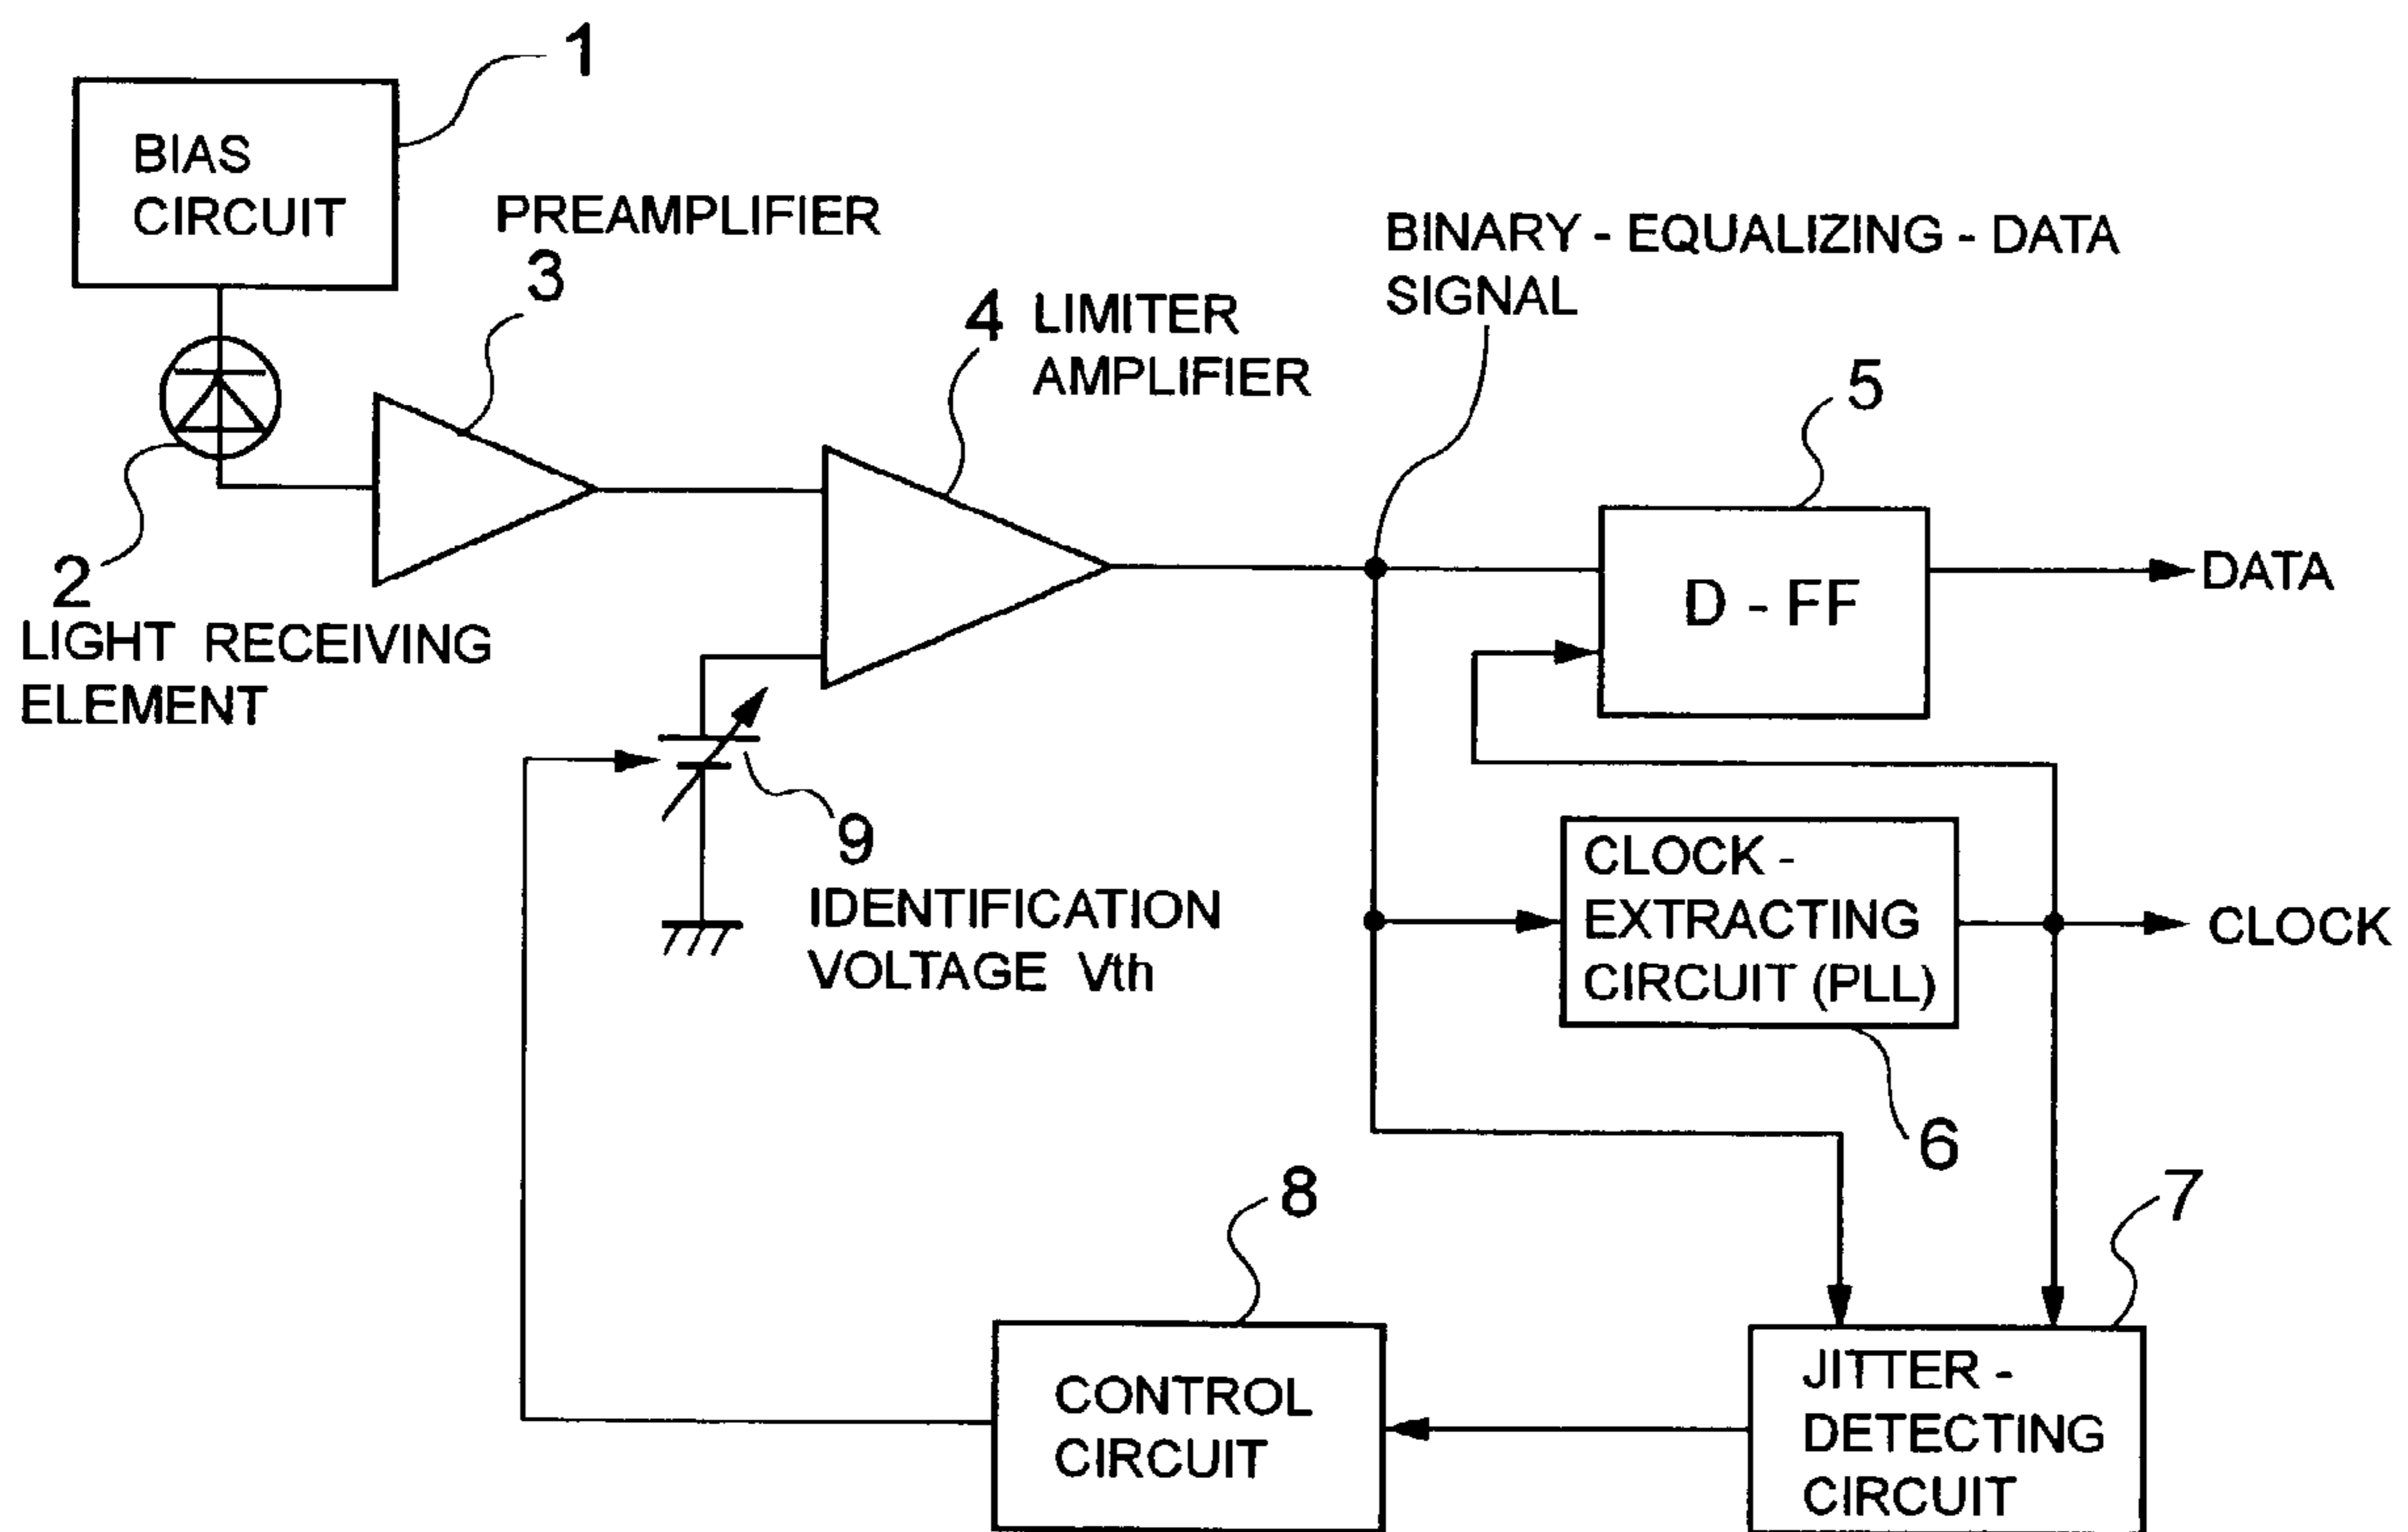 1
BIAS
CIRCUIT
PREAMPLIFIER
3
4 LIMITER
AMPLIFIER
BINARY - EQUALIZING - DATA
SIGNAL
2
LIGHT RECEIVING
ELEMENT
5
D - FF
DATA
9
IDENTIFICATION
VOLTAGE Vth
CLOCK -
EXTRACTING
CIRCUIT (PLL)
CLOCK
6
8
CONTROL
CIRCUIT
7
JITTER -
DETECTING
CIRCUIT